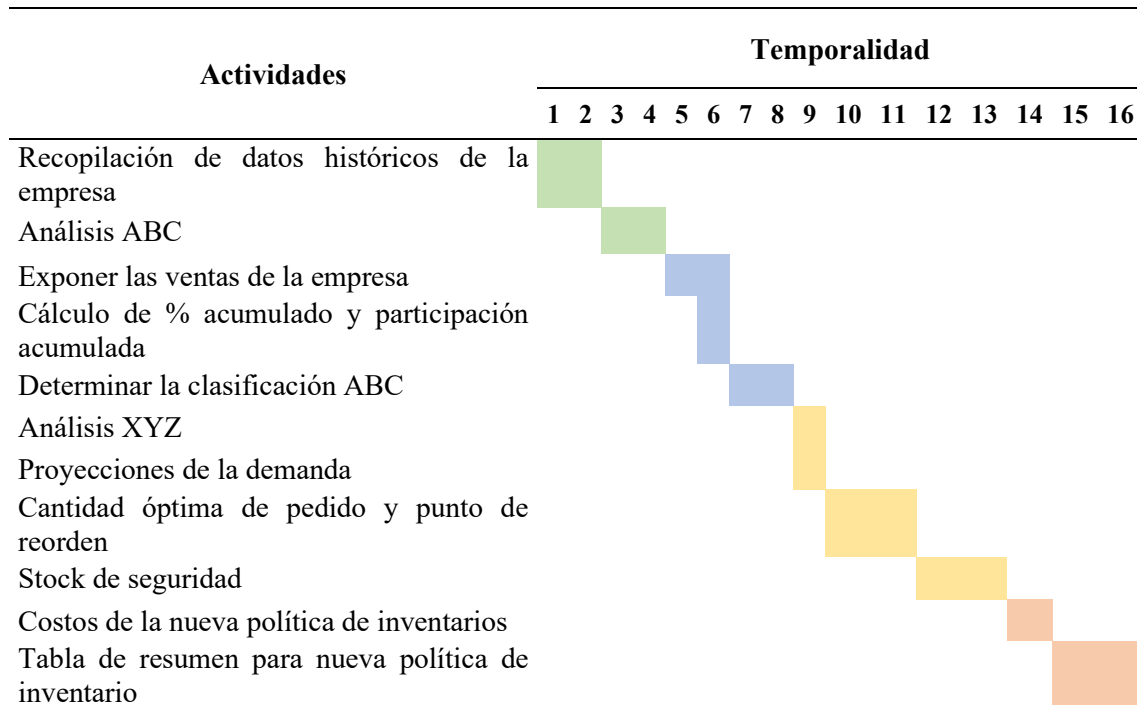 Actividades
Temporalidad
1 2 3 4 5 6 7 8 9 10 11 12 13 14 15 16
Recopilación de datos históricos de la
empresa
Análisis ABC
Exponer las ventas de la empresa
Cálculo de % acumulado y participación
acumulada
Determinar la clasificación ABC
Análisis XYZ
Proyecciones de la demanda
Cantidad óptima de pedido y punto de
reorden
Stock de seguridad
Costos de la nueva política de inventarios
Tabla de resumen para nueva política de
inventario